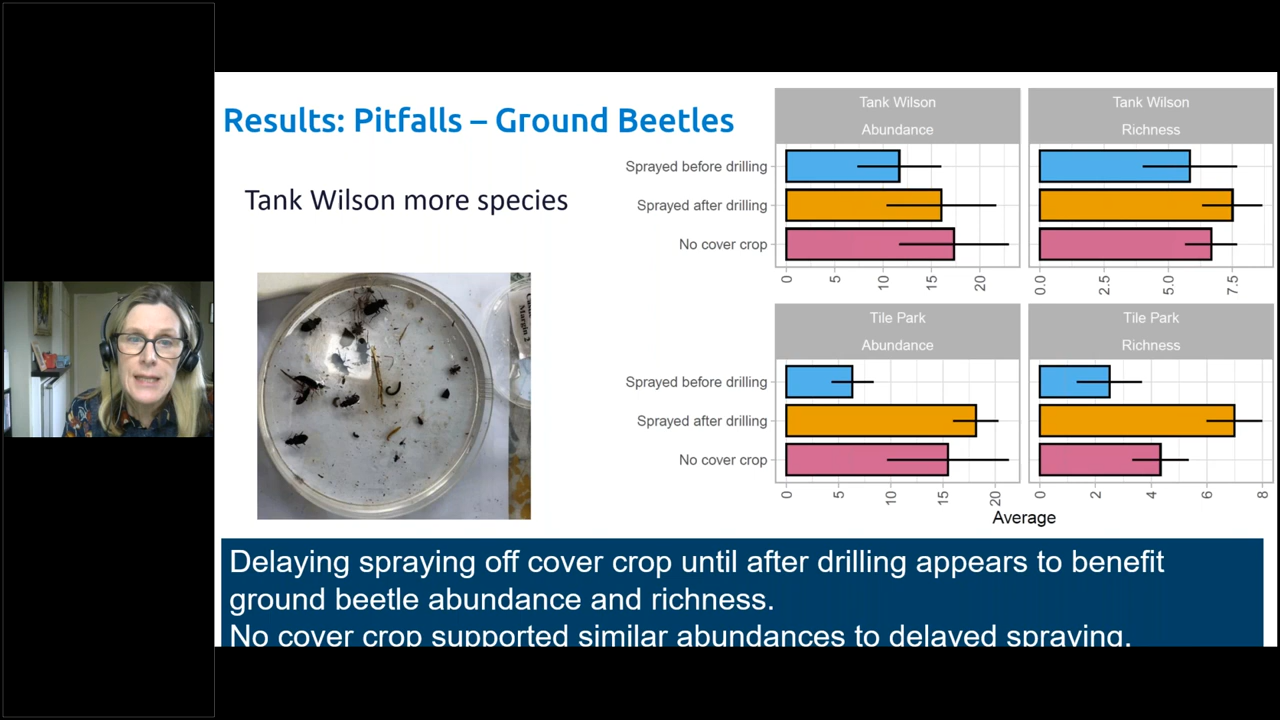 Results: Pitfalls – Ground Beetles
Tank Wilson more species
Tank Wilson
Abundance
Tank Wilson
Richness
Sprayed before drilling
Sprayed after drilling
No cover crop
0
5
10
15
20
0.0
2.5
5.0
7.5
Tile Park
Abundance
Tile Park
Richness
Sprayed before drilling
Sprayed after drilling
No cover crop
0
5
10
15
20
0
2
4
6
8
Average
Margin 2
Delaying spraying off cover crop until after drilling appears to benefit
ground beetle abundance and richness.
No cover crop supported similar abundances to delayed spraying.